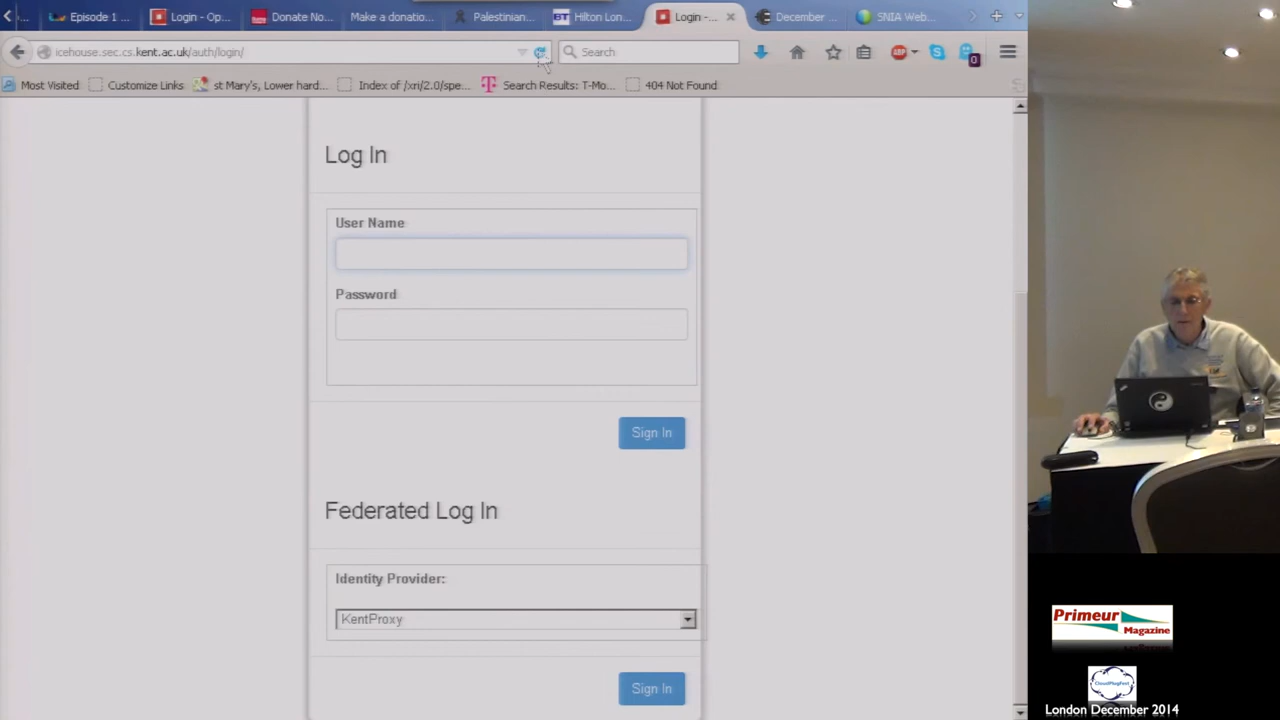 Episode 1 ...
Login - Op...
Donate No...
Make a donatio...
Palestinian...
Hilton Lon...
Login -...
December ...
SNIA Web...
icehouse.sec.cs.kent.ac.uk/auth/login/
Search
ABP
0
Most Visited
Customize Links
st Mary's, Lower hard...
Index of /xri/2.0/spe...
Search Results: T-Mo...
404 Not Found
Log In
User Name
Password
Sign In
Federated Log In
Identity Provider:
KentProxy
Sign In
Primeur
Magazine
CloudPlugFest
London December 2014